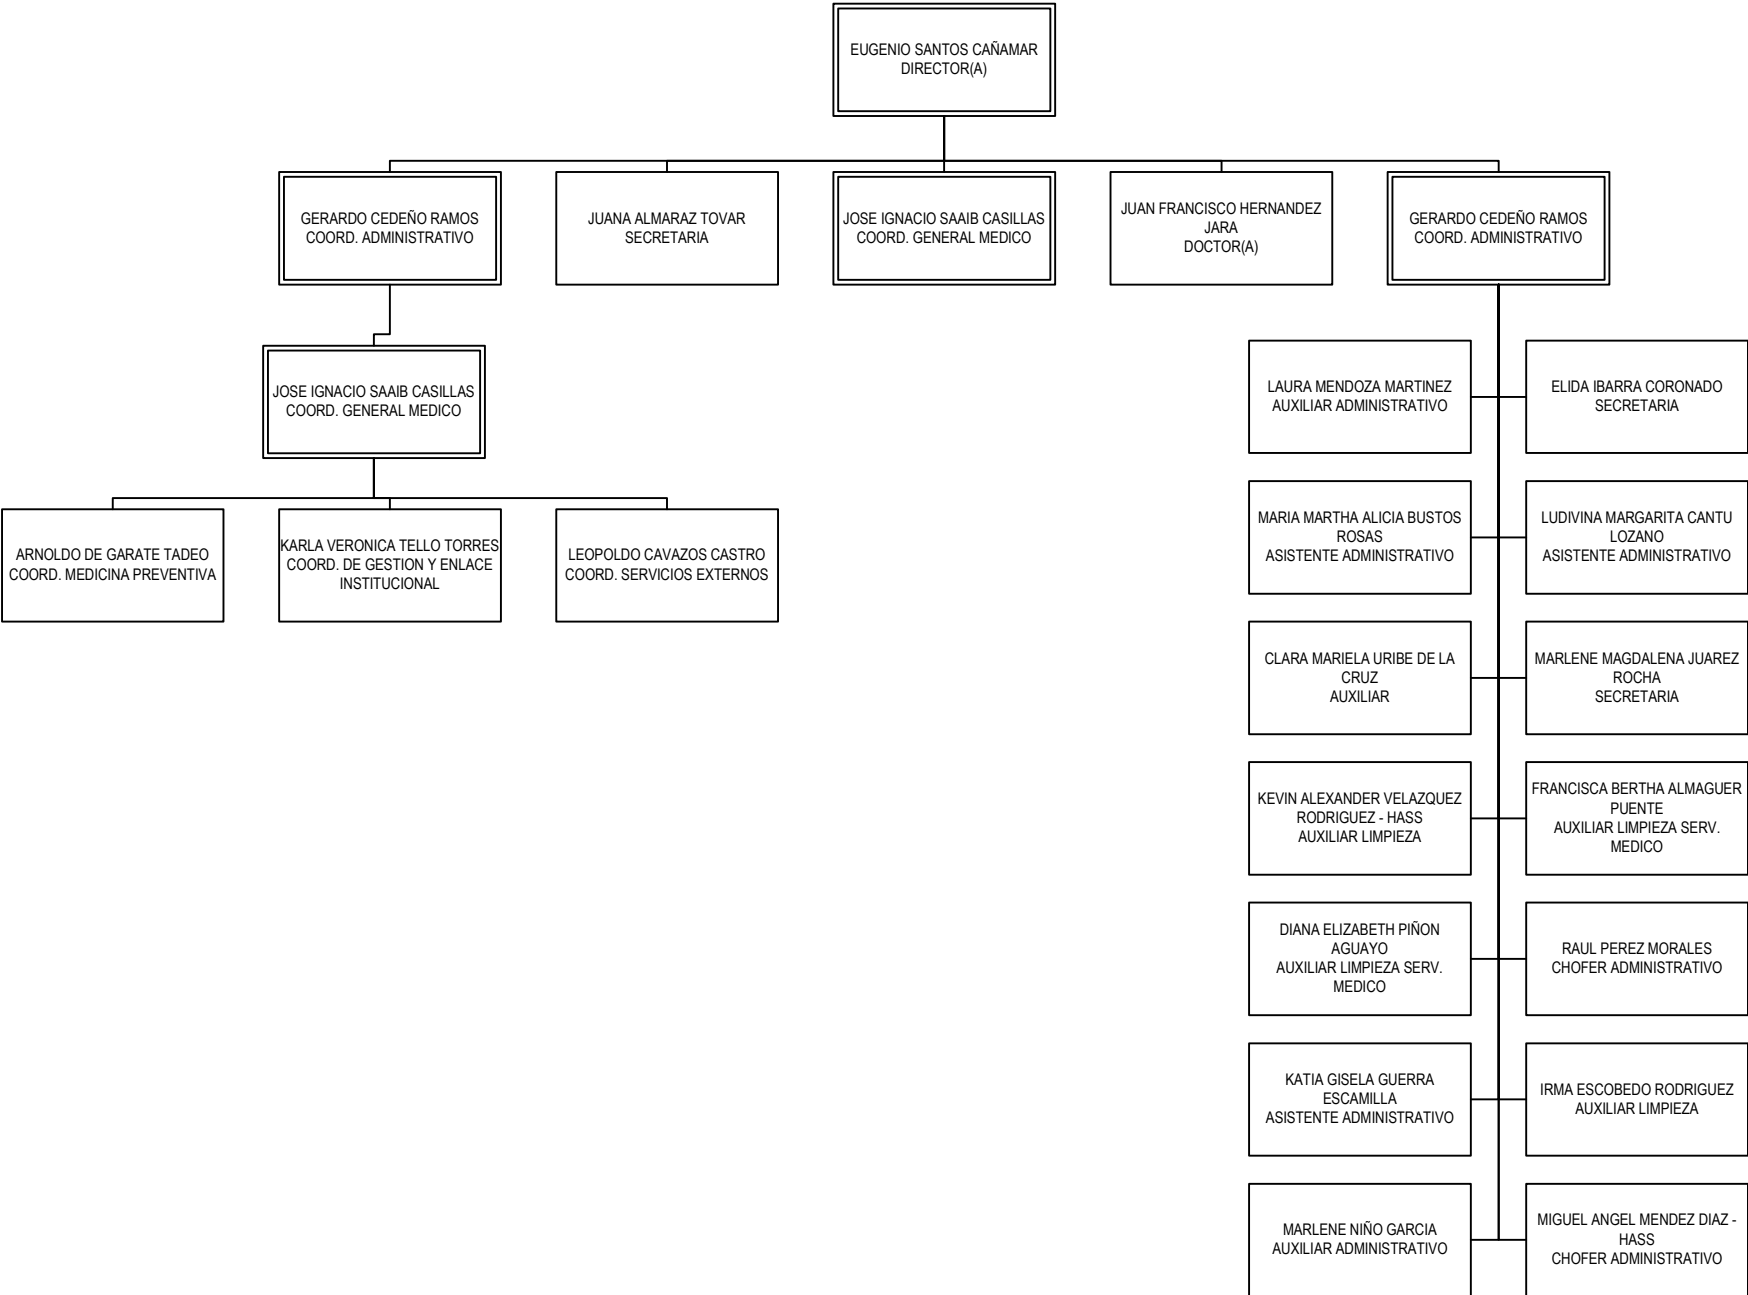 EUGENIO SANTOS CAÑAMAR
DIRECTOR(A)
GERARDO CEDEÑO RAMOS
COORD. ADMINISTRATIVO
JUANA ALMARAZ TOVAR
SECRETARIA
JOSE IGNACIO SAAIB CASILLAS
COORD. GENERAL MEDICO
JUAN FRANCISCO HERNANDEZ
JARA
DOCTOR(A)
GERARDO CEDEÑO RAMOS
COORD. ADMINISTRATIVO
JOSE IGNACIO SAAIB CASILLAS
COORD. GENERAL MEDICO
ARNOLDO DE GARATE TADEO
COORD. MEDICINA PREVENTIVA
KARLA VERONICA TELLO TORRES
COORD. DE GESTION Y ENLACE
INSTITUCIONAL
LEOPOLDO CAVAZOS CASTRO
COORD. SERVICIOS EXTERNOS
LAURA MENDOZA MARTINEZ
AUXILIAR ADMINISTRATIVO
ELIDA IBARRA CORONADO
SECRETARIA
MARIA MARTHA ALICIA BUSTOS
ROSAS
ASISTENTE ADMINISTRATIVO
LUDIVINA MARGARITA CANTU
LOZANO
ASISTENTE ADMINISTRATIVO
CLARA MARIELA URIBE DE LA
CRUZ
AUXILIAR
MARLENE MAGDALENA JUAREZ
ROCHA
SECRETARIA
KEVIN ALEXANDER VELAZQUEZ
RODRIGUEZ - HASS
AUXILIAR LIMPIEZA
FRANCISCA BERTHA ALMAGUER
PUENTE
AUXILIAR LIMPIEZA SERV.
MEDICO
DIANA ELIZABETH PIÑON
AGUAYO
AUXILIAR LIMPIEZA SERV.
MEDICO
RAUL PEREZ MORALES
CHOFER ADMINISTRATIVO
KATIA GISELA GUERRA
ESCAMILLA
ASISTENTE ADMINISTRATIVO
IRMA ESCOBEDO RODRIGUEZ
AUXILIAR LIMPIEZA
MARLENE NIÑO GARCIA
AUXILIAR ADMINISTRATIVO
MIGUEL ANGEL MENDEZ DIAZ -
HASS
CHOFER ADMINISTRATIVO